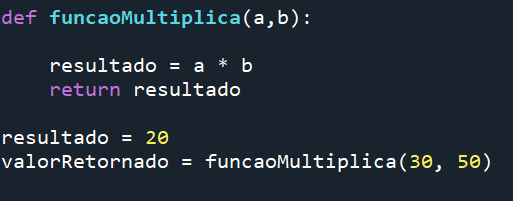 def funcaoMultiplica(a,b):
    resultado = a * b
    return resultado
resultado = 20
valorRetornado = funcaoMultiplica(30, 50)